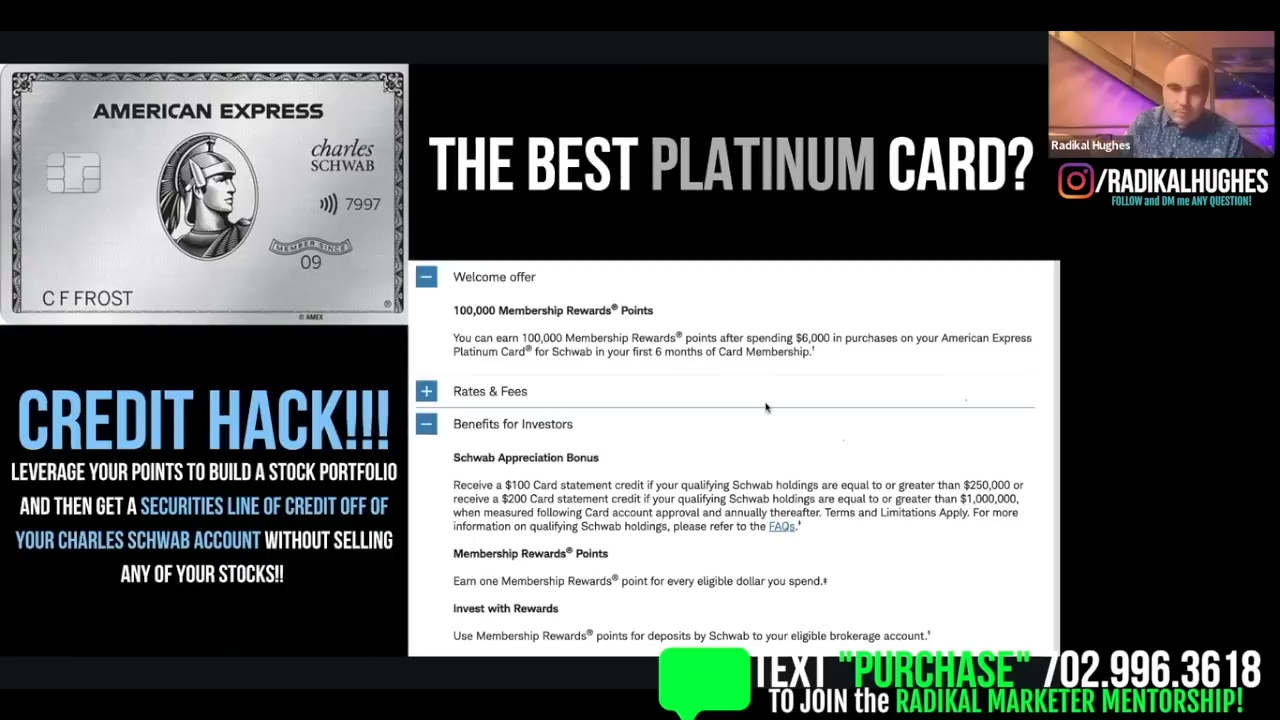 AMERICAN EXPRESS
charles
SCHWAB
7997
MEMBER SINCE
09
C F FROST
®
© AMEX
THE BEST PLATINUM CARD?
Radikal Hughes
/RADIKALHUGHES
FOLLOW and DM me ANY QUESTION!
CREDIT HACK!!!
LEVERAGE YOUR POINTS TO BUILD A STOCK PORTFOLIO
AND THEN GET A SECURITIES LINE OF CREDIT OFF OF
YOUR CHARLES SCHWAB ACCOUNT WITHOUT SELLING
ANY OF YOUR STOCKS!!
Welcome offer
100,000 Membership Rewards® Points
You can earn 100,000 Membership Rewards® points after spending $6,000 in purchases on your American Express
Platinum Card® for Schwab in your first 6 months of Card Membership.†
Rates & Fees
Benefits for Investors
Schwab Appreciation Bonus
Receive a $100 Card statement credit if your qualifying Schwab holdings are equal to or greater than $250,000 or
receive a $200 Card statement credit if your qualifying Schwab holdings are equal to or greater than $1,000,000,
when measured following Card account approval and annually thereafter. Terms and Limitations Apply. For more
information on qualifying Schwab holdings, please refer to the FAQs.‡
Membership Rewards® Points
Earn one Membership Rewards® point for every eligible dollar you spend.‡
Invest with Rewards
Use Membership Rewards® points for deposits by Schwab to your eligible brokerage account.†
TEXT "PURCHASE" 702.996.3618
TO JOIN the RADIKAL MARKETER MENTORSHIP!